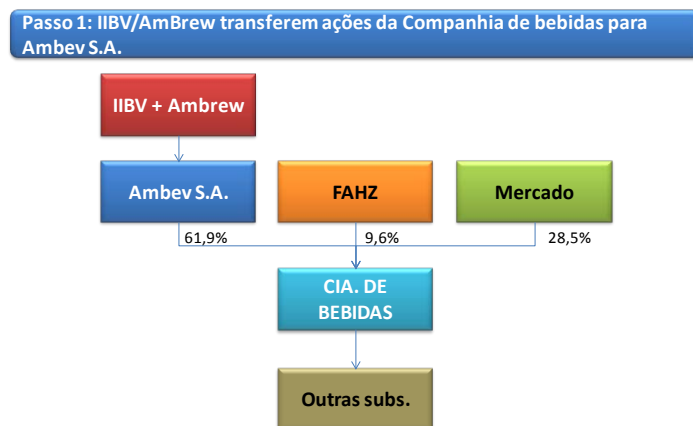 Passo 1: IIBV/AmBrew transferem ações da Companhia de bebidas para
Ambev S.A.
IIBV + Ambrew
Ambev S.A.
FAHZ
Mercado
61,9%
9,6%
28,5%
CIA. DE
BEBIDAS
Outras subs.